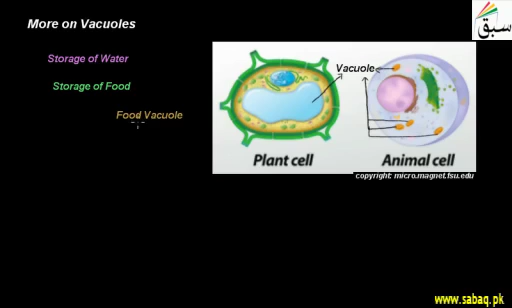 More on Vacuoles
سبق
Storage of Water
Storage of Food
Food Vacuole
Vacuole
Plant cell
Animal cell
copyright: micro.magnet.fsu.edu
www.sabaq.pk